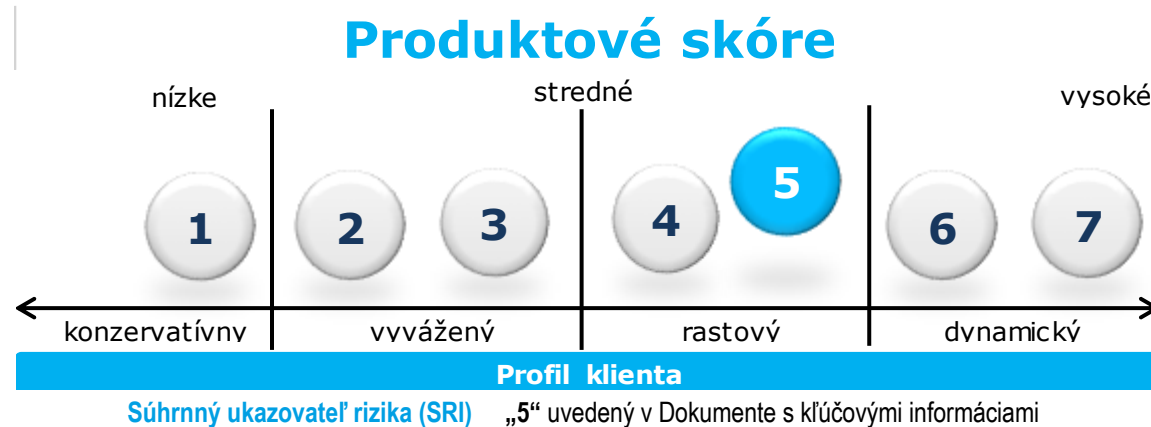 Produktové skóre
nízke stredné vysoké
1 2 3 4 5 6 7
konzervatívny vyvážený rastový dynamický
Profil klienta
Súhrnný ukazovateľ rizika (SRI) „5“ uvedený v Dokumente s kľúčovými informáciami